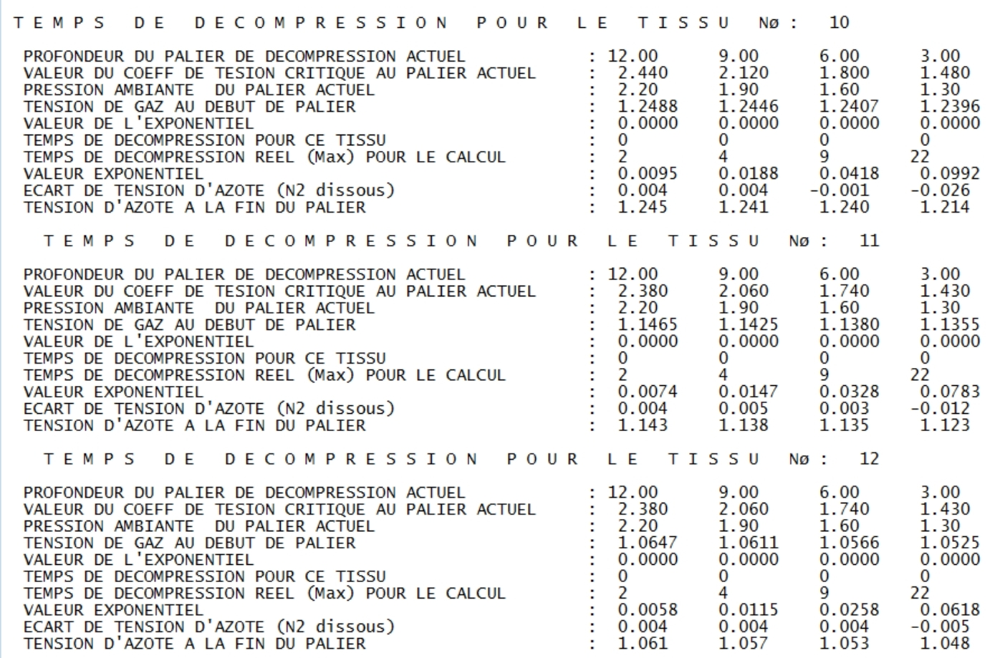 T E M P S   D E   D E C O M P R E S S I O N   P O U R   L E   T I S S U   Nø :   10
PROFONDEUR DU PALIER DE DECOMPRESSION ACTUEL : 12.00 9.00 6.00 3.00
VALEUR DU COEFF DE TESION CRITIQUE AU PALIER ACTUEL : 2.440 2.120 1.800 1.480
PRESSION AMBIANTE  DU PALIER ACTUEL : 2.20 1.90 1.60 1.30
TENSION DE GAZ AU DEBUT DE PALIER : 1.2488 1.2446 1.2407 1.2396
VALEUR DE L'EXPONENTIEL : 0.0000 0.0000 0.0000 0.0000
TEMPS DE DECOMPRESSION POUR CE TISSU : 0 0 0 0
TEMPS DE DECOMPRESSION REEL (Max) POUR LE CALCUL : 2 4 9 22
VALEUR EXPONENTIEL : 0.0095 0.0188 0.0418 0.0992
ECART DE TENSION D'AZOTE (N2 dissous) : 0.004 0.004 -0.001 -0.026
TENSION D'AZOTE A LA FIN DU PALIER : 1.245 1.241 1.240 1.214
T E M P S   D E   D E C O M P R E S S I O N   P O U R   L E   T I S S U   Nø :   11
PROFONDEUR DU PALIER DE DECOMPRESSION ACTUEL : 12.00 9.00 6.00 3.00
VALEUR DU COEFF DE TESION CRITIQUE AU PALIER ACTUEL : 2.380 2.060 1.740 1.430
PRESSION AMBIANTE  DU PALIER ACTUEL : 2.20 1.90 1.60 1.30
TENSION DE GAZ AU DEBUT DE PALIER : 1.1465 1.1425 1.1380 1.1355
VALEUR DE L'EXPONENTIEL : 0.0000 0.0000 0.0000 0.0000
TEMPS DE DECOMPRESSION POUR CE TISSU : 0 0 0 0
TEMPS DE DECOMPRESSION REEL (Max) POUR LE CALCUL : 2 4 9 22
VALEUR EXPONENTIEL : 0.0074 0.0147 0.0328 0.0783
ECART DE TENSION D'AZOTE (N2 dissous) : 0.004 0.005 0.003 -0.012
TENSION D'AZOTE A LA FIN DU PALIER : 1.143 1.138 1.135 1.123
T E M P S   D E   D E C O M P R E S S I O N   P O U R   L E   T I S S U   Nø :   12
PROFONDEUR DU PALIER DE DECOMPRESSION ACTUEL : 12.00 9.00 6.00 3.00
VALEUR DU COEFF DE TESION CRITIQUE AU PALIER ACTUEL : 2.380 2.060 1.740 1.430
PRESSION AMBIANTE  DU PALIER ACTUEL : 2.20 1.90 1.60 1.30
TENSION DE GAZ AU DEBUT DE PALIER : 1.0647 1.0611 1.0566 1.0525
VALEUR DE L'EXPONENTIEL : 0.0000 0.0000 0.0000 0.0000
TEMPS DE DECOMPRESSION POUR CE TISSU : 0 0 0 0
TEMPS DE DECOMPRESSION REEL (Max) POUR LE CALCUL : 2 4 9 22
VALEUR EXPONENTIEL : 0.0058 0.0115 0.0258 0.0618
ECART DE TENSION D'AZOTE (N2 dissous) : 0.004 0.004 0.004 -0.005
TENSION D'AZOTE A LA FIN DU PALIER : 1.061 1.057 1.053 1.048